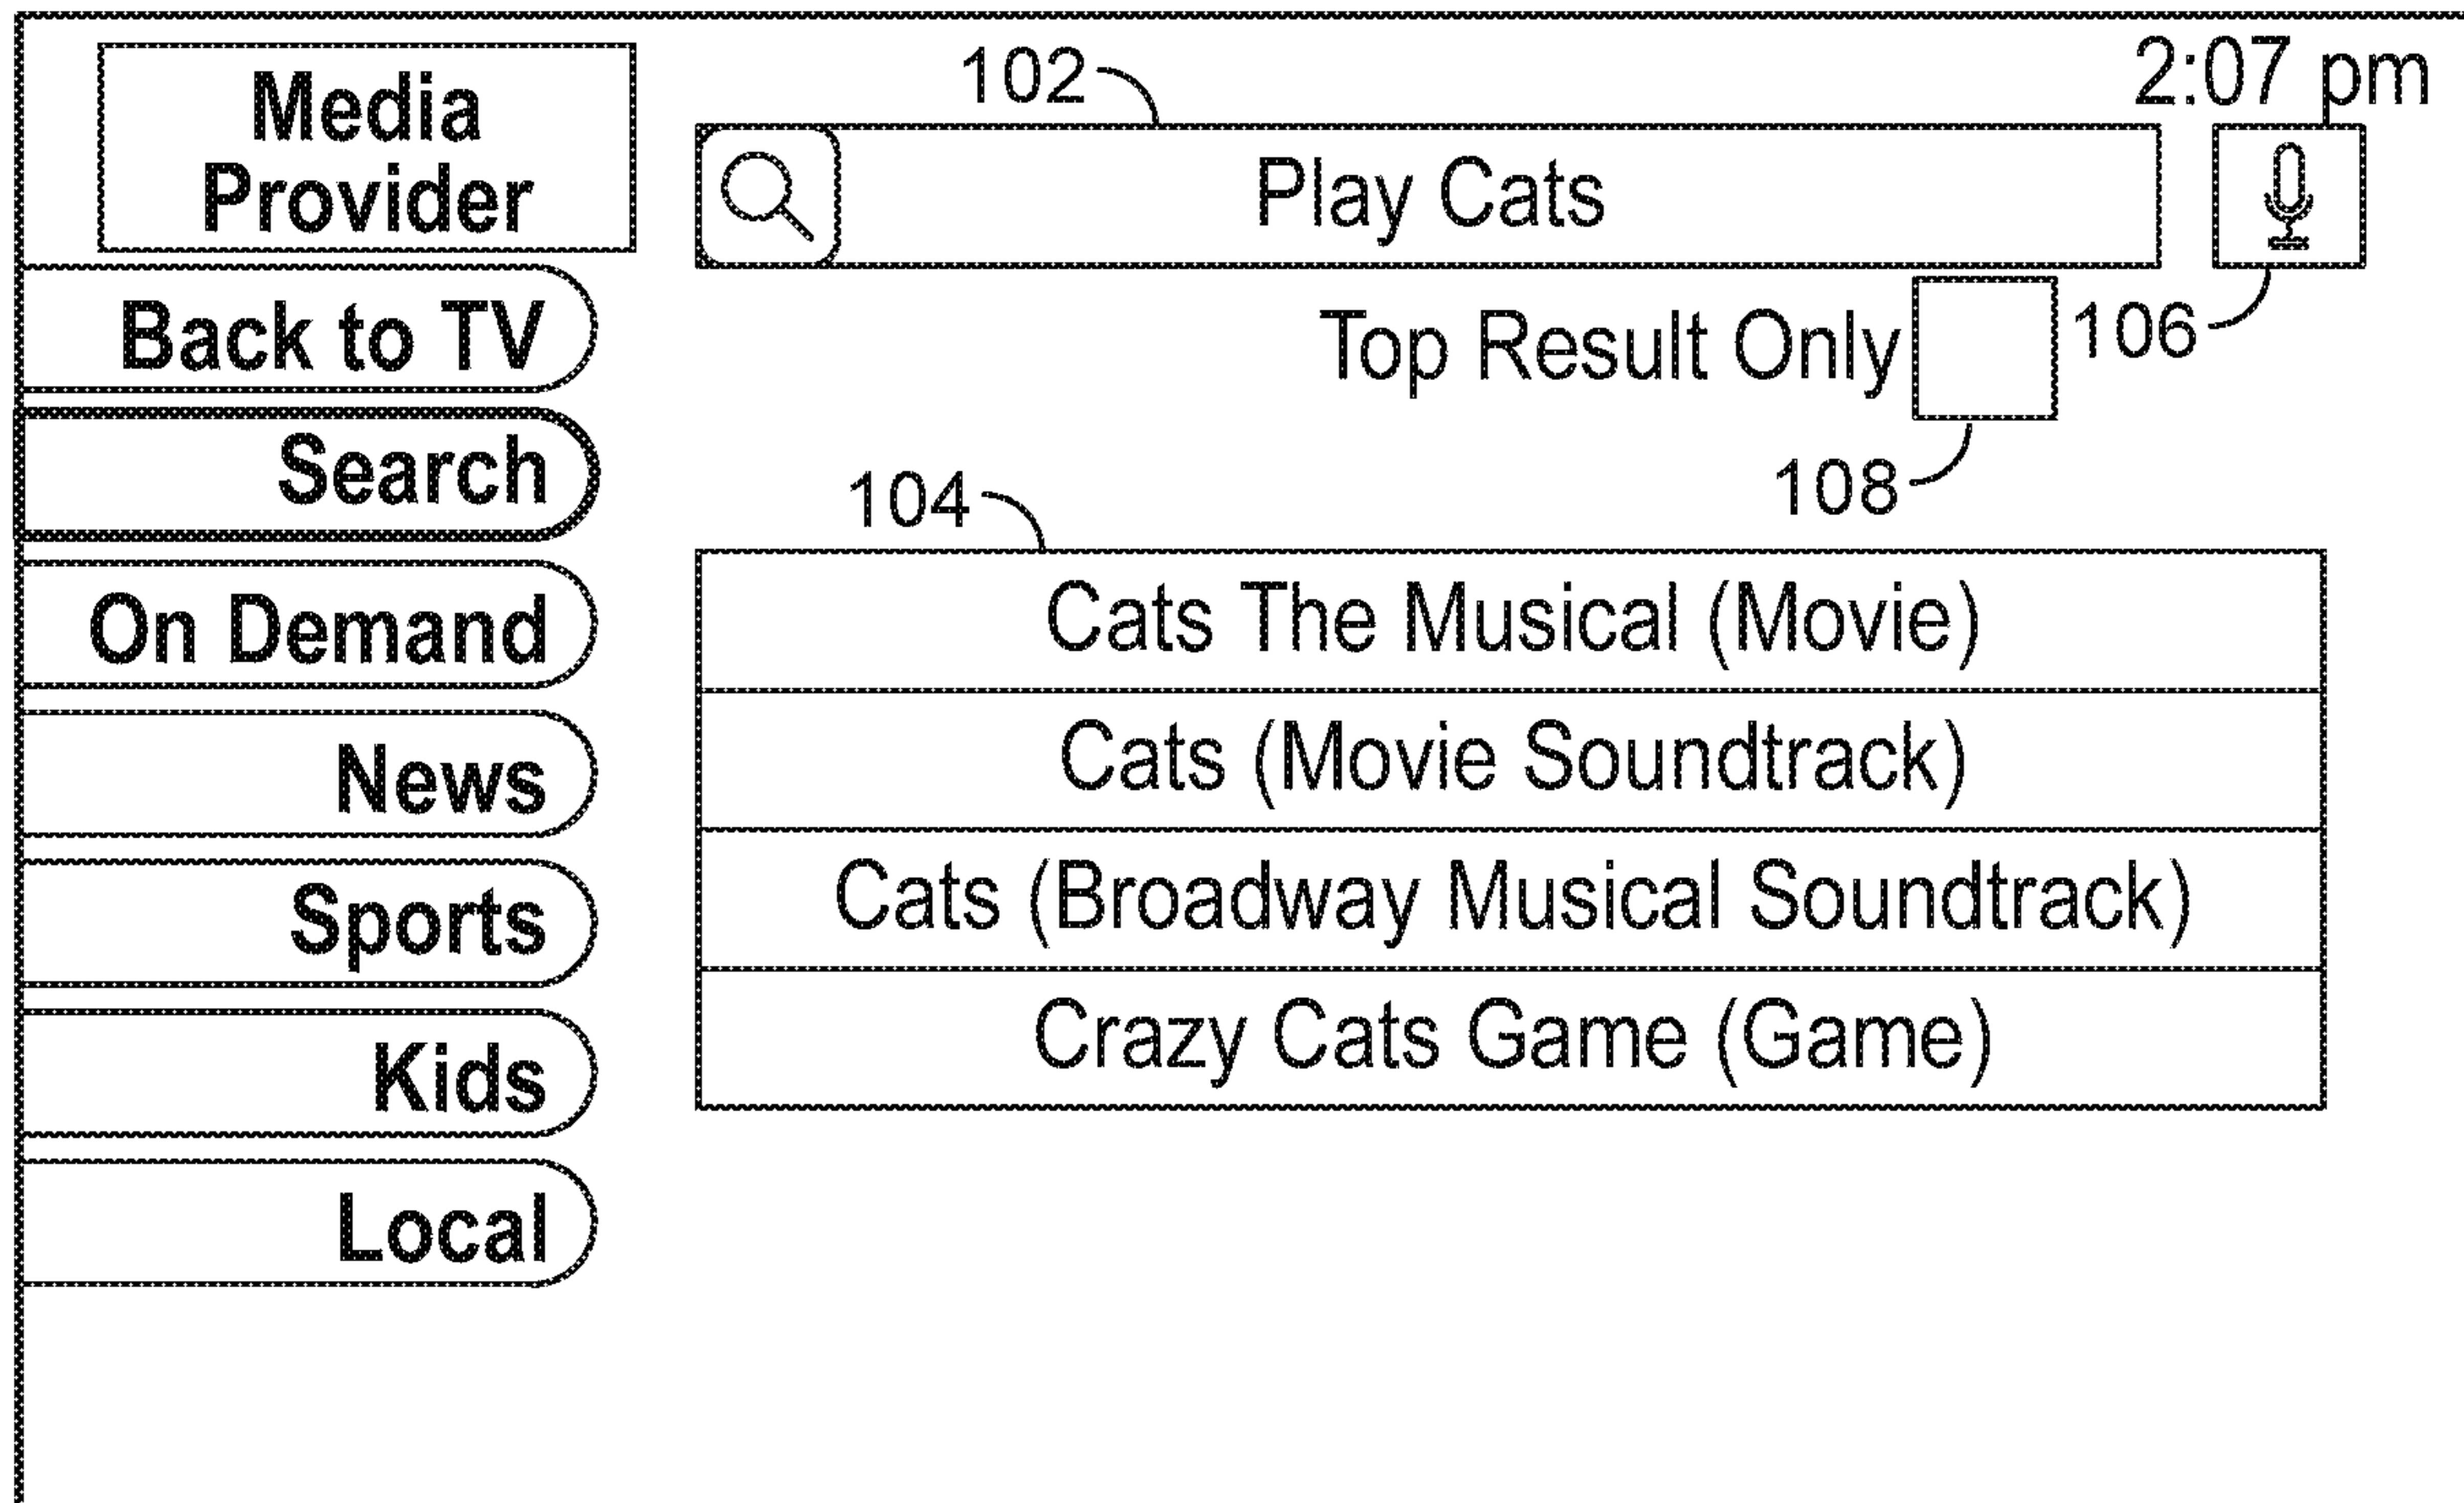 Media
Provider
Back to TV
Search
On Demand
News
Sports
Kids
Local
102
2:07 pm
Play Cats
Top Result Only
106
108
104
Cats The Musical (Movie)
Cats (Movie Soundtrack)
Cats (Broadway Musical Soundtrack)
Crazy Cats Game (Game)